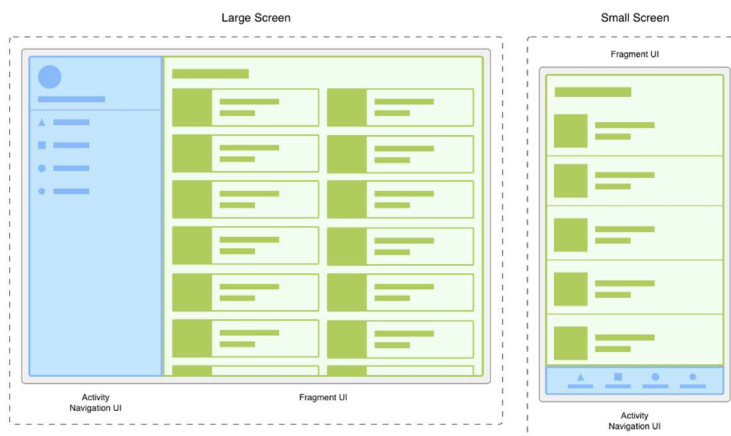 Large Screen
Small Screen
Fragment UI
Activity
Navigation UI
Fragment UI
Activity
Navigation UI